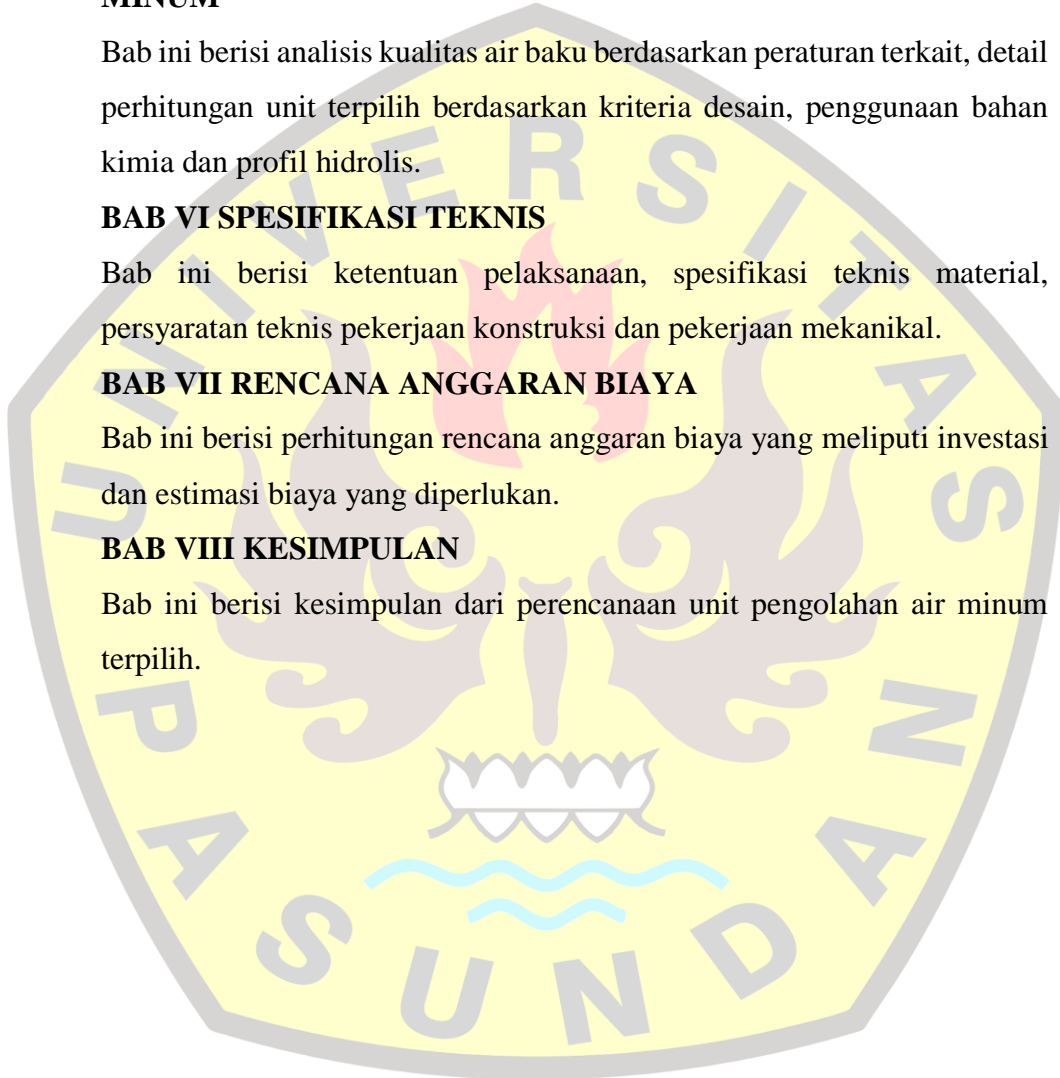 MINUM
Bab ini berisi analisis kualitas air baku berdasarkan peraturan terkait, detail
perhitungan unit terpilih berdasarkan kriteria desain, penggunaan bahan
kimia dan profil hidrolis.
BAB VI SPESIFIKASI TEKNIS
Bab ini berisi ketentuan pelaksanaan, spesifikasi teknis material,
persyaratan teknis pekerjaan konstruksi dan pekerjaan mekanikal.
BAB VII RENCANA ANGGARAN BIAYA
Bab ini berisi perhitungan rencana anggaran biaya yang meliputi investasi
dan estimasi biaya yang diperlukan.
BAB VIII KESIMPULAN
Bab ini berisi kesimpulan dari perencanaan unit pengolahan air minum
terpilih.
UNIVERSITAS
PASUNDAN